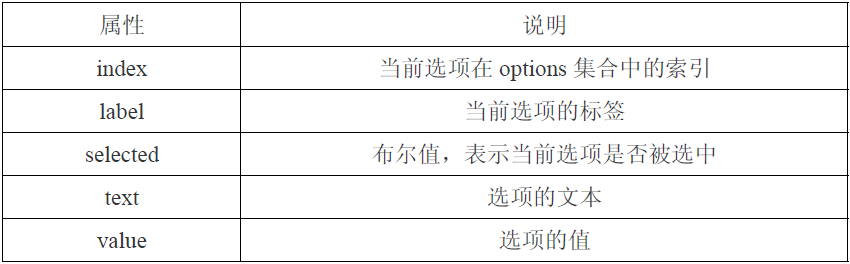 属性 说明
index 当前选项在 options 集合中的索引
label 当前选项的标签
selected 布尔值，表示当前选项是否被选中
text 选项的文本
value 选项的值